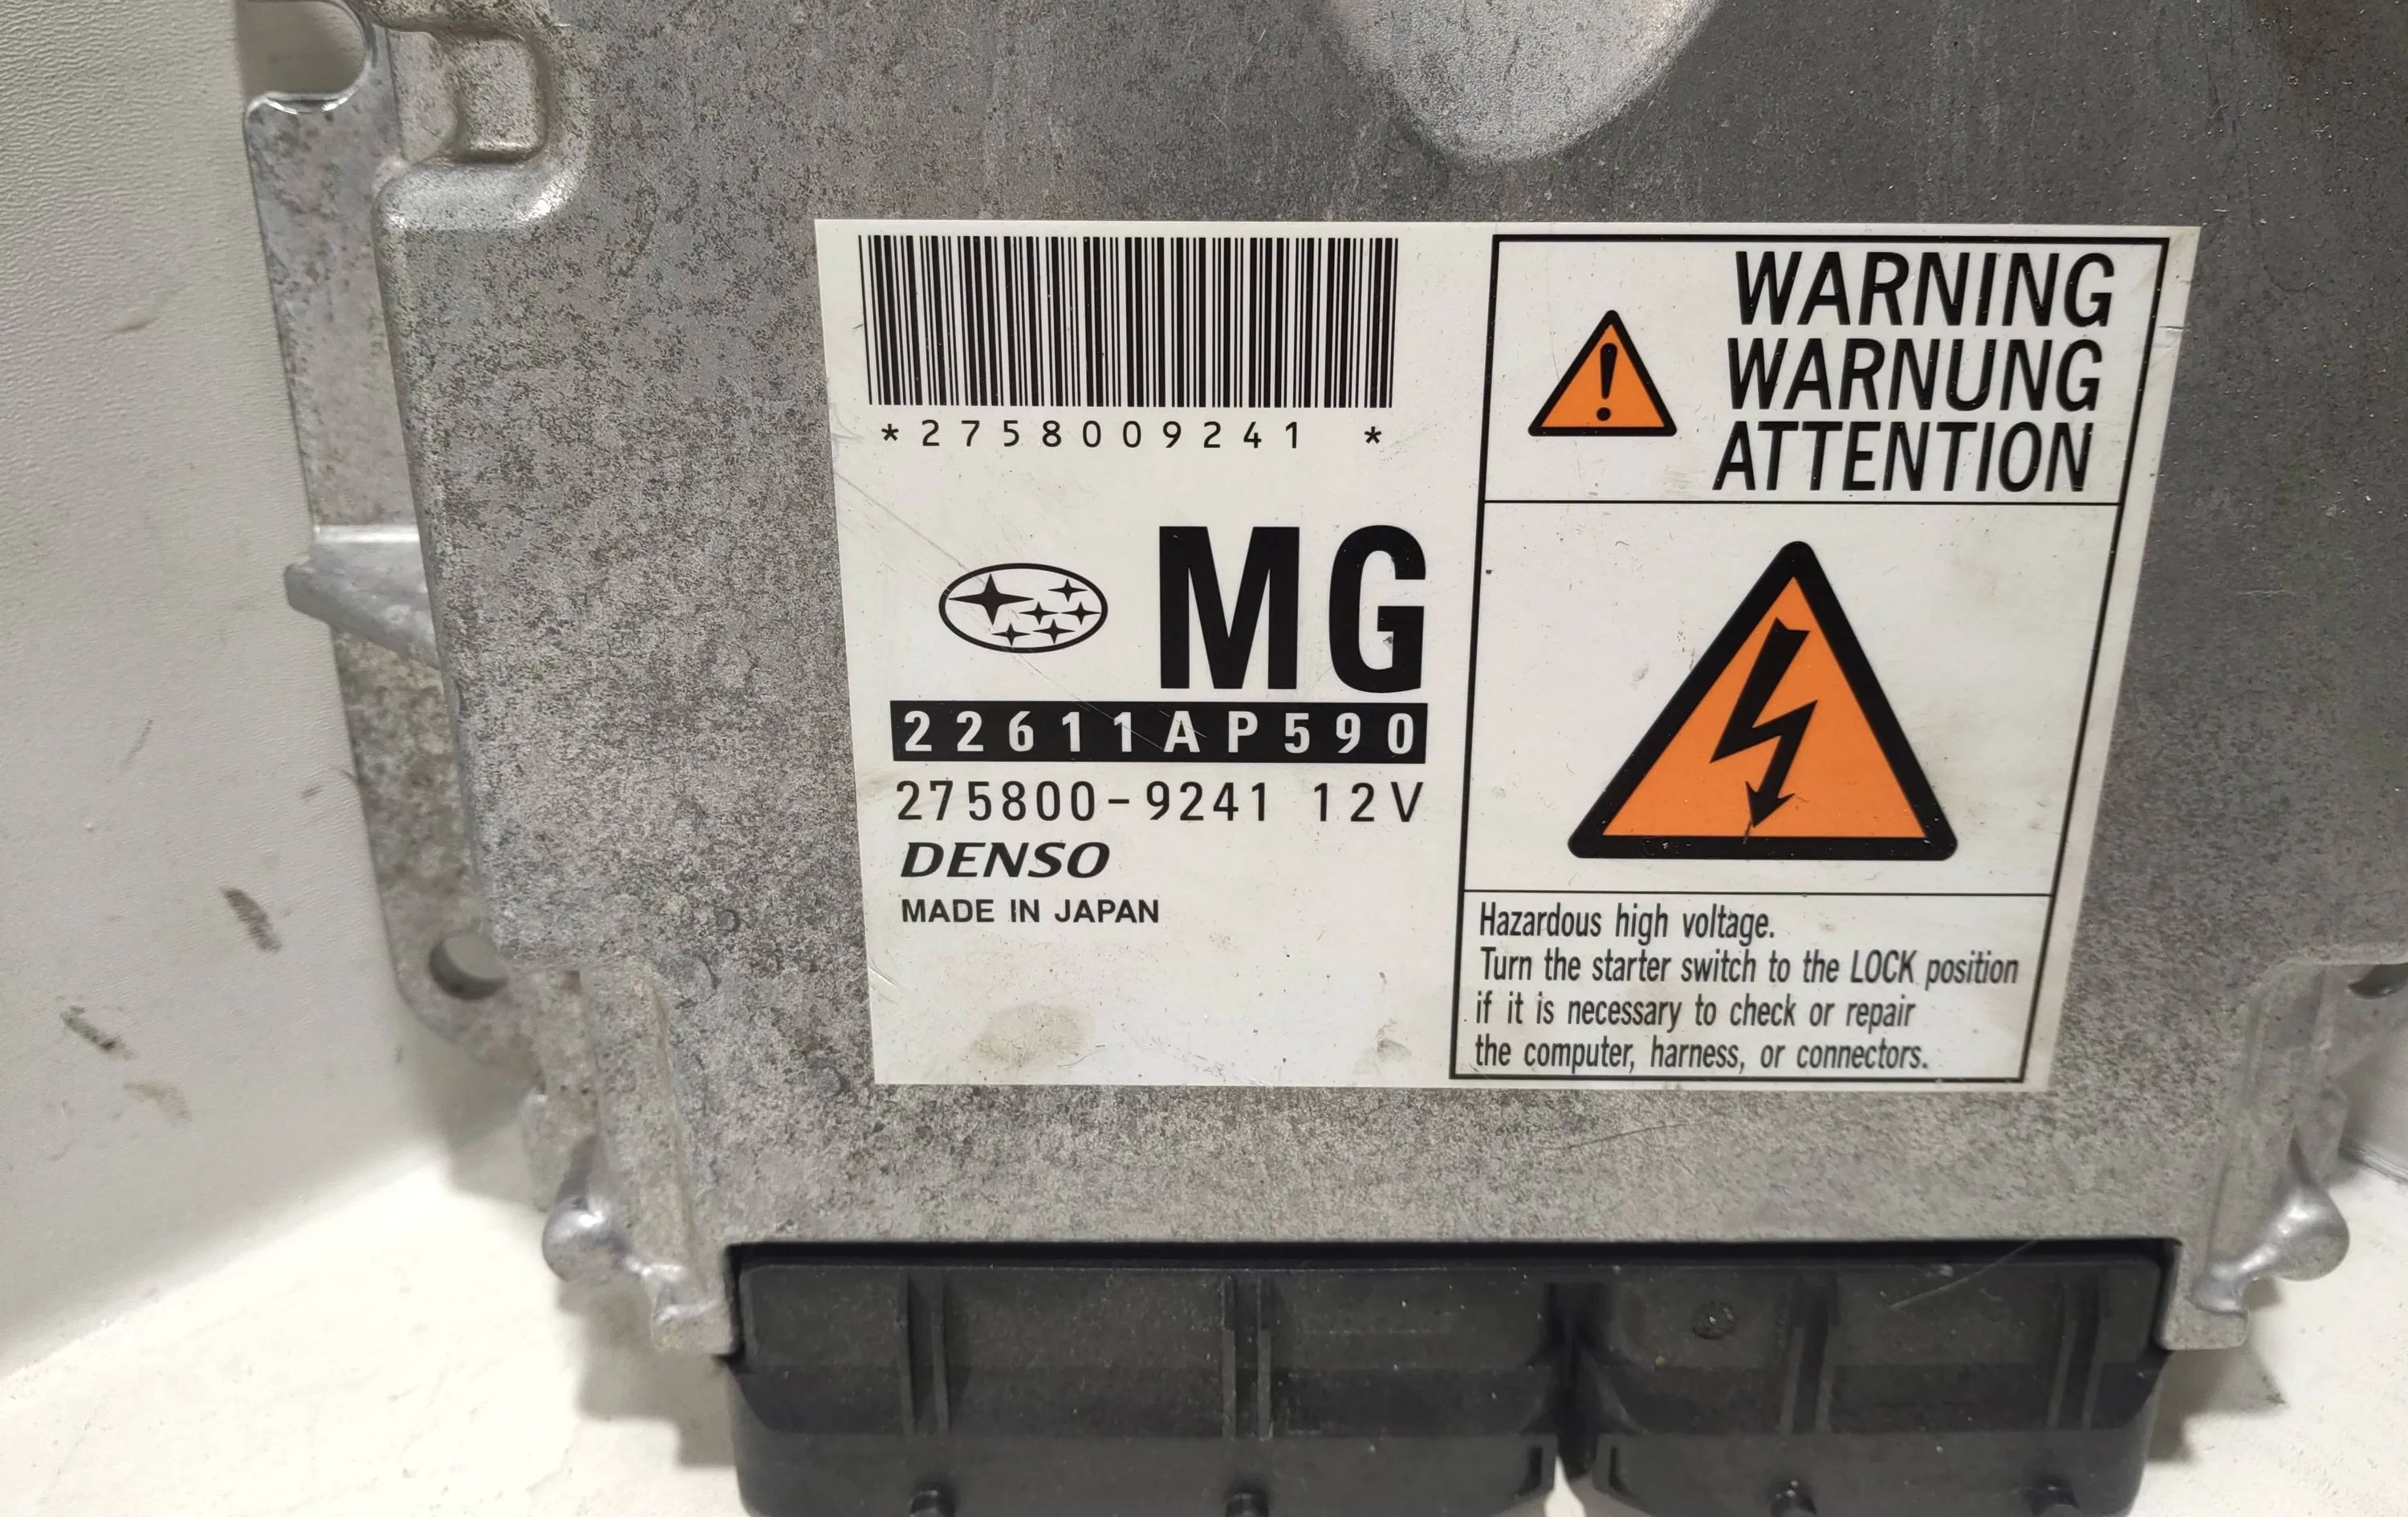 *2758009241 *
MG
22611AP590
275800-9241 12V
DENSO
MADE IN JAPAN
WARNING
WARNUNG
ATTENTION
Hazardous high voltage.
Turn the starter switch to the LOCK position
if it is necessary to check or repair
the computer, harness, or connectors.